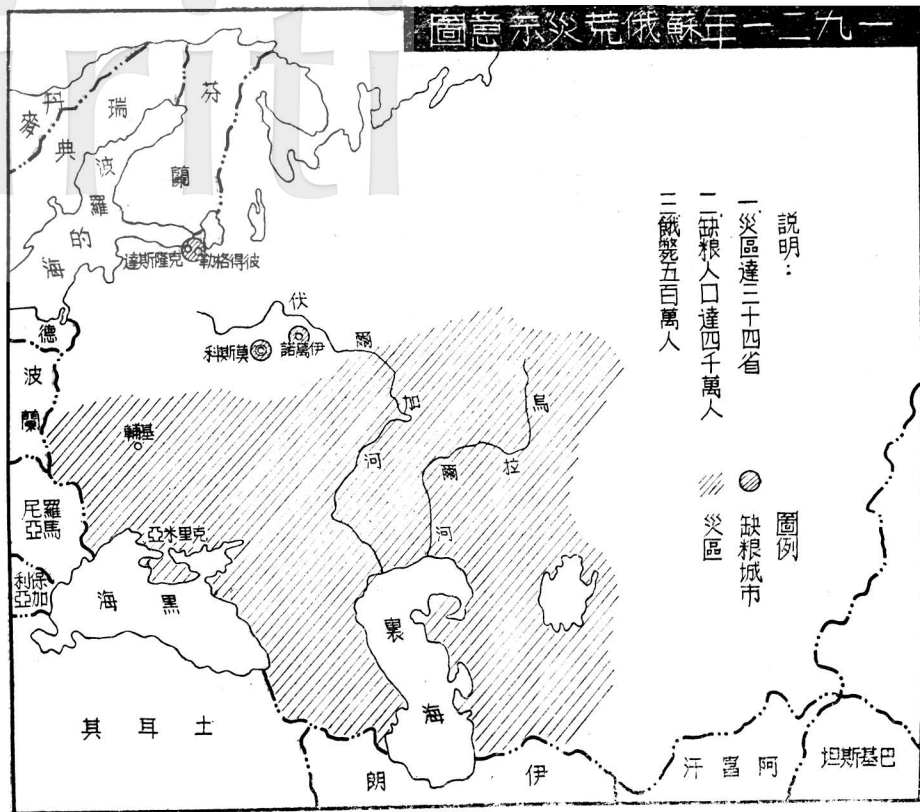 一九二一年蘇俄荒災示意圖
說明：
一災區達三十四省
二缺粮人口達四千萬人
三餓斃五百萬人
圖例
缺粮城市
災區
丹麥
瑞典
芬蘭
波羅的海
克隆斯達
彼得格勒
伏爾加河
莫斯科
伊萬諾
烏拉爾河
德
波蘭
基輔
羅馬尼亞
保加利亞
克里米亞
黑海
裏海
土耳其
伊朗
阿富汗
巴基斯坦